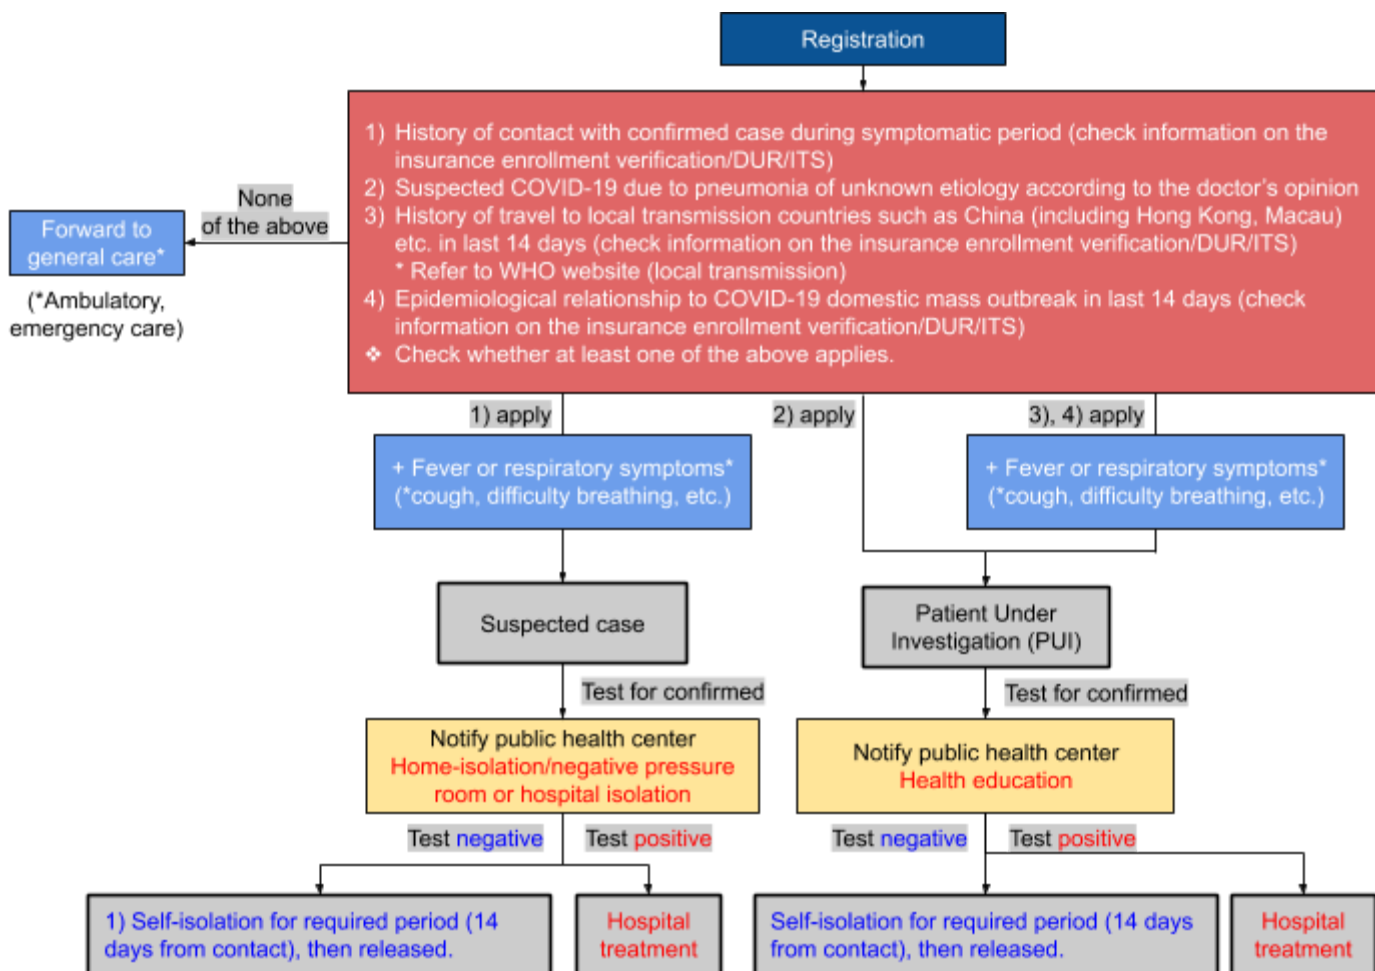 Registration
1) History of contact with confirmed case during symptomatic period (check information on the
insurance enrollment verification/DUR/ITS)
2) Suspected COVID-19 due to pneumonia of unknown etiology according to the doctor's opinion
3) History of travel to local transmission countries such as China (including Hong Kong, Macau)
etc. in last 14 days (check information on the insurance enrollment verification/DUR/ITS)
* Refer to WHO website (local transmission)
4) Epidemiological relationship to COVID-19 domestic mass outbreak in last 14 days (check
information on the insurance enrollment verification/DUR/ITS)
❖ Check whether at least one of the above applies.
None
of the above
Forward to
general care*
(*Ambulatory,
emergency care)
1) apply
2) apply
3), 4) apply
+ Fever or respiratory symptoms*
(*cough, difficulty breathing, etc.)
+ Fever or respiratory symptoms*
(*cough, difficulty breathing, etc.)
Suspected case
Patient Under
Investigation (PUI)
Test for confirmed
Test for confirmed
Notify public health center
Home-isolation/negative pressure
room or hospital isolation
Notify public health center
Health education
Test negative
Test positive
Test negative
Test positive
1) Self-isolation for required period (14
days from contact), then released.
Hospital
treatment
Self-isolation for required period (14 days
from contact), then released.
Hospital
treatment